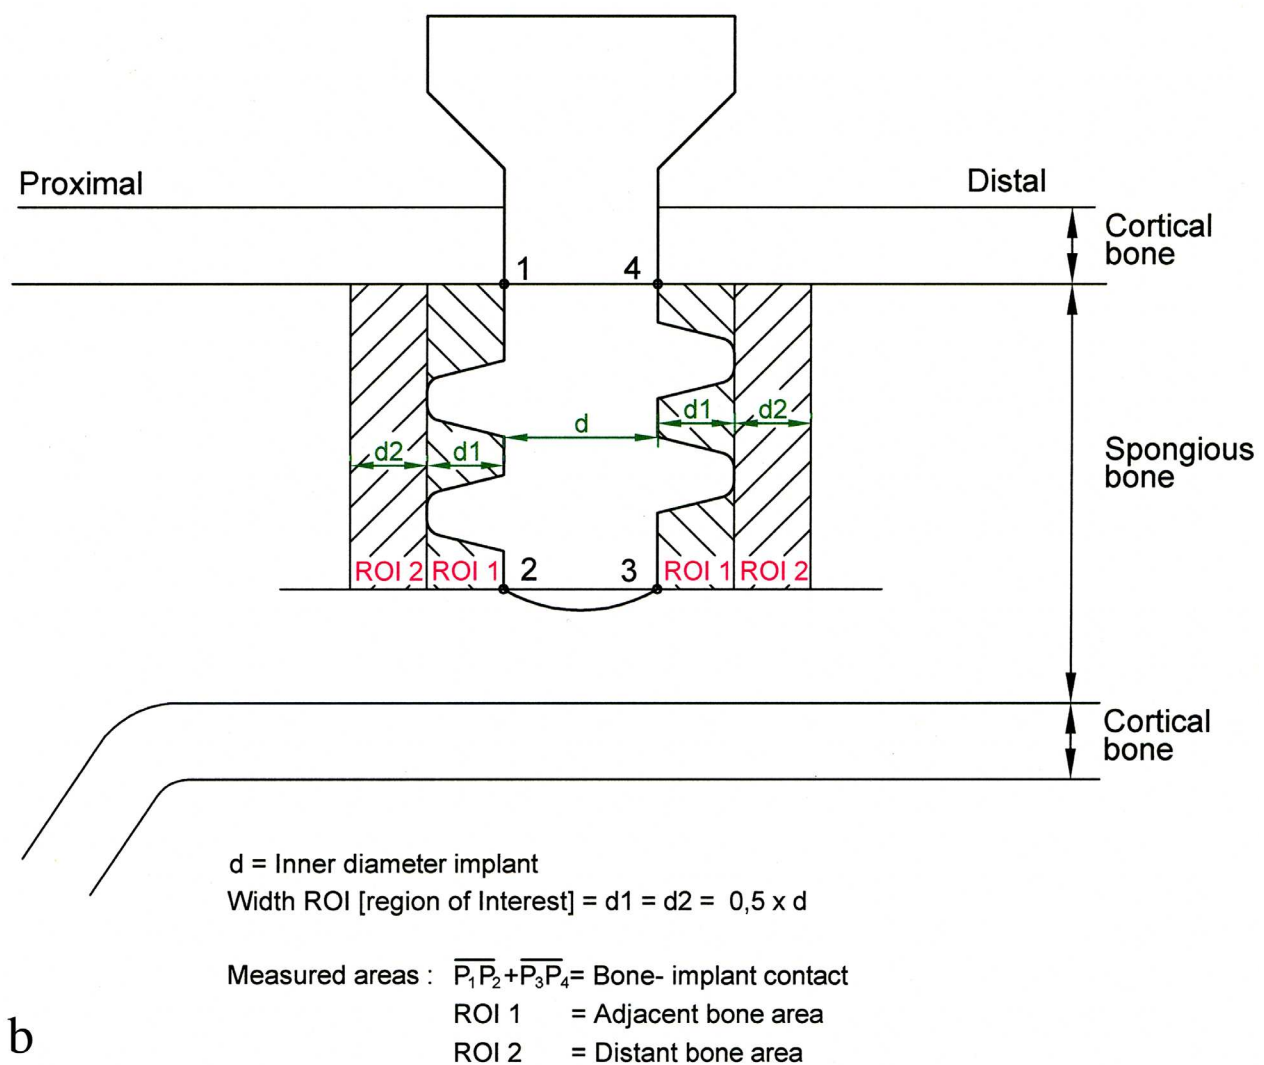 Proximal
Distal
Cortical
bone
1
4
d1
d2
d
d2
d1
Spongious
bone
ROI 2
ROI 1
2
3
ROI 1
ROI 2
Cortical
bone
d = Inner diameter implant
Width ROI [region of Interest] = d1 = d2 = 0,5 x d
Measured areas : P₁P₂+P₃P₄= Bone- implant contact
ROI 1 = Adjacent bone area
ROI 2 = Distant bone area
b